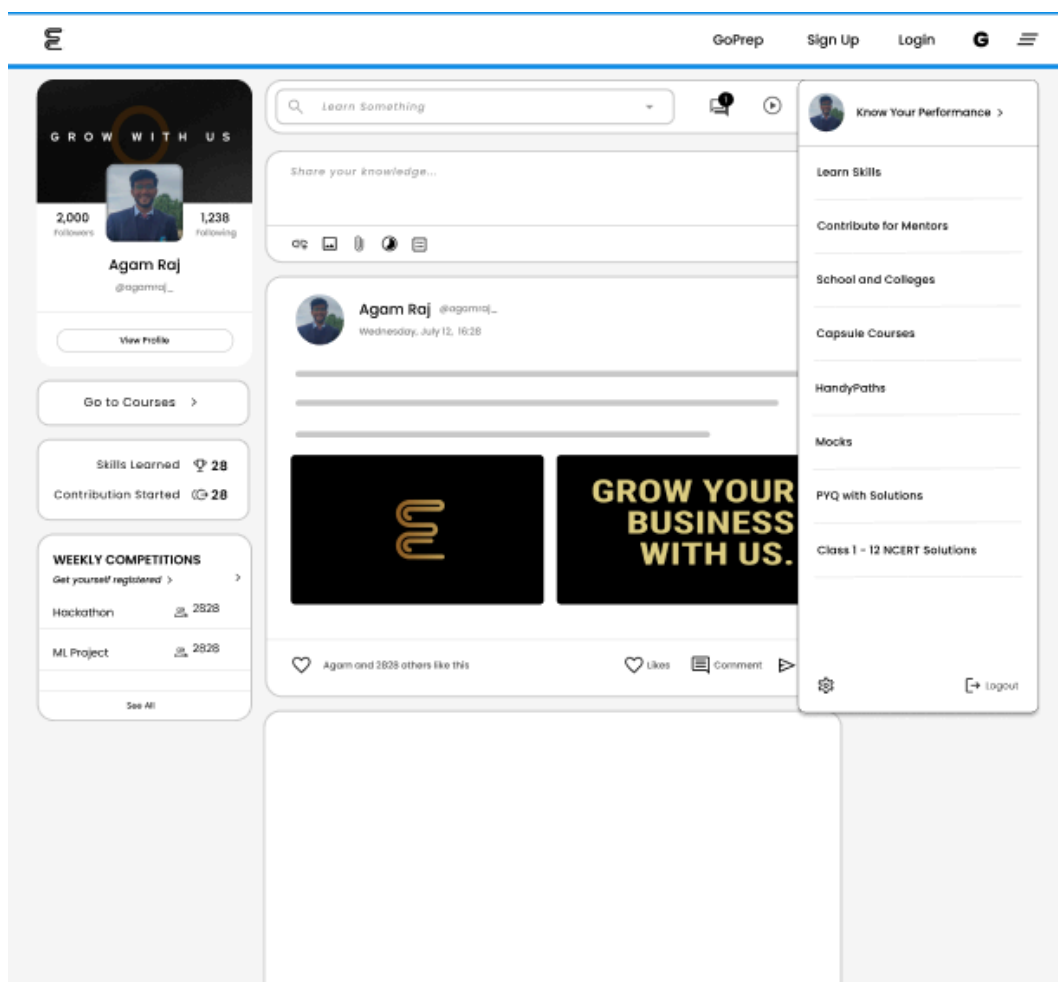 GoPrep
Sign Up
Login
G
GROW WITH US
2,000
Followers
1,238
Following
Agam Raj
@agamraj_
View Profile
Go to Courses >
Skills Learned 28
Contribution Started 28
WEEKLY COMPETITIONS
Get yourself registered >
>
Hackathon 2828
ML Project 2828
See All
Learn Something
1
Share your knowledge...
Agam Raj @agamraj_
Wednesday, July 12, 16:28
GROW YOUR
BUSINESS
WITH US.
Agam and 2828 others like this
Likes
Comment
Know Your Performance >
Learn Skills
Contribute for Mentors
School and Colleges
Capsule Courses
HandyPaths
Mocks
PYQ with Solutions
Class 1 - 12 NCERT Solutions
Logout